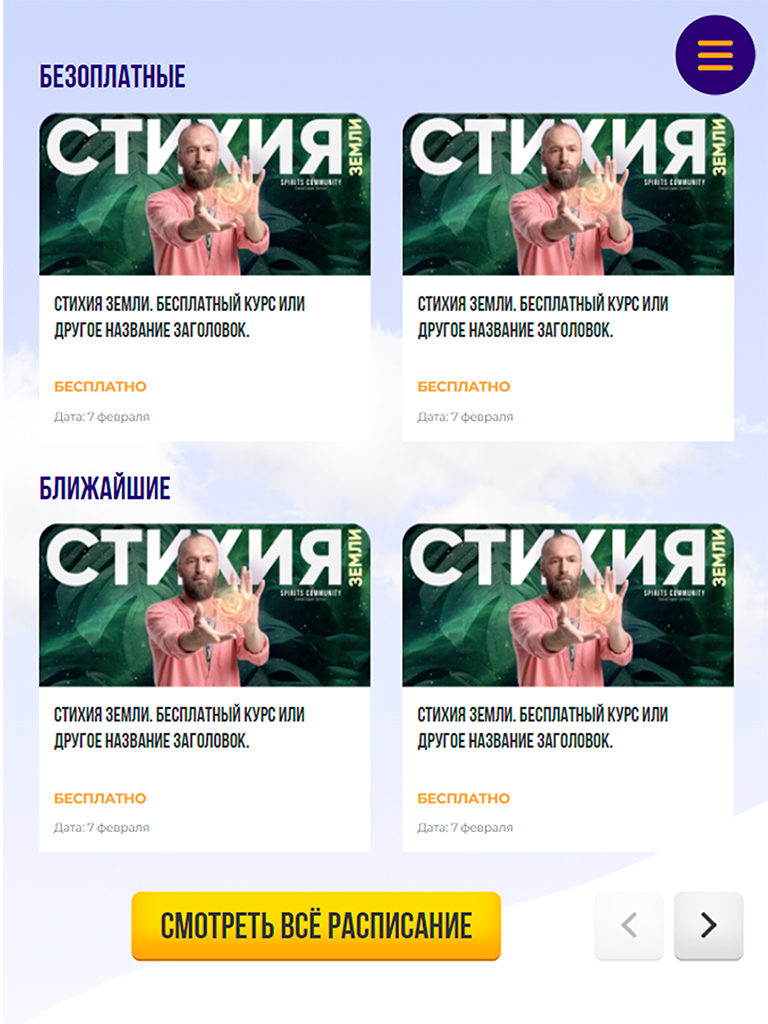 БЕЗОПЛАТНЫЕ
СТИХИЯ
ЗЕМЛИ
SPIRITS COMMUNITY
СТИХИЯ
ЗЕМЛИ
SPIRITS COMMUNITY
СТИХИЯ ЗЕМЛИ. БЕСПЛАТНЫЙ КУРС ИЛИ
ДРУГОЕ НАЗВАНИЕ ЗАГОЛОВОК.
БЕСПЛАТНО
Дата: 7 февраля
СТИХИЯ ЗЕМЛИ. БЕСПЛАТНЫЙ КУРС ИЛИ
ДРУГОЕ НАЗВАНИЕ ЗАГОЛОВОК.
БЕСПЛАТНО
Дата: 7 февраля
БЛИЖАЙШИЕ
СТИХИЯ
ЗЕМЛИ
SPIRITS COMMUNITY
СТИХИЯ
ЗЕМЛИ
SPIRITS COMMUNITY
СТИХИЯ ЗЕМЛИ. БЕСПЛАТНЫЙ КУРС ИЛИ
ДРУГОЕ НАЗВАНИЕ ЗАГОЛОВОК.
БЕСПЛАТНО
Дата: 7 февраля
СТИХИЯ ЗЕМЛИ. БЕСПЛАТНЫЙ КУРС ИЛИ
ДРУГОЕ НАЗВАНИЕ ЗАГОЛОВОК.
БЕСПЛАТНО
Дата: 7 февраля
СМОТРЕТЬ ВСЁ РАСПИСАНИЕ